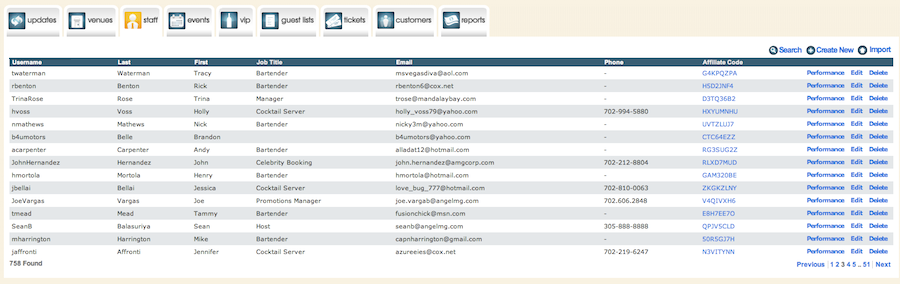 updates venues staff events vip guest lists tickets customers reports
Search Create New Import
Username Last First Job Title Email Phone Affiliate Code
twaterman Waterman Tracy Bartender msvegasdiva@aol.com - G4KPQZPA Performance Edit Delete
rbenton Benton Rick Bartender rbenton6@cox.net - H5D2JNF4 Performance Edit Delete
TrinaRose Rose Trina Manager trose@mandalaybay.com - D3TQJ6B2 Performance Edit Delete
hvoss Voss Holly Cocktail Server holly_voss79@yahoo.com 702-994-5880 HXYUMNHU Performance Edit Delete
nmathews Mathews Nick Bartender nicky3m@yahoo.com - UVTZLUJ7 Performance Edit Delete
b4umotors Belle Brandon b4umotors@yahoo.com - CTC64EZZ Performance Edit Delete
acarpenter Carpenter Andy Bartender alladat12@hotmail.com - RG3SUG2Z Performance Edit Delete
JohnHernandez Hernandez John Celebrity Booking john.hernandez@amgcorp.com 702-212-8804 RLXD7MUD Performance Edit Delete
hmortola Mortola Henry Bartender hmortola@hotmail.com - GAM320BE Performance Edit Delete
jbellai Bellai Jessica Cocktail Server love_bug_777@hotmail.com 702-810-0063 ZKGKZLNY Performance Edit Delete
JoeVargas Vargas Joe Promotions Manager joe.vargab@angelmg.com 702.606.2848 V4QIVXH6 Performance Edit Delete
tmead Mead Tammy Bartender fusionchick@msn.com - E8H7EE7O Performance Edit Delete
SeanB Balasuriya Sean Host seanb@angelmg.com 305-888-8888 QPJV5CLD Performance Edit Delete
mharrington Harrington Mike Bartender capnharrington@gmail.com - 50RSGJ7H Performance Edit Delete
jaffronti Affronti Jennifer Cocktail Server azureeies@cox.net 702-219-6247 N3VITYNN Performance Edit Delete
758 Found Previous | 1 2 3 4 5 .. 51 | Next